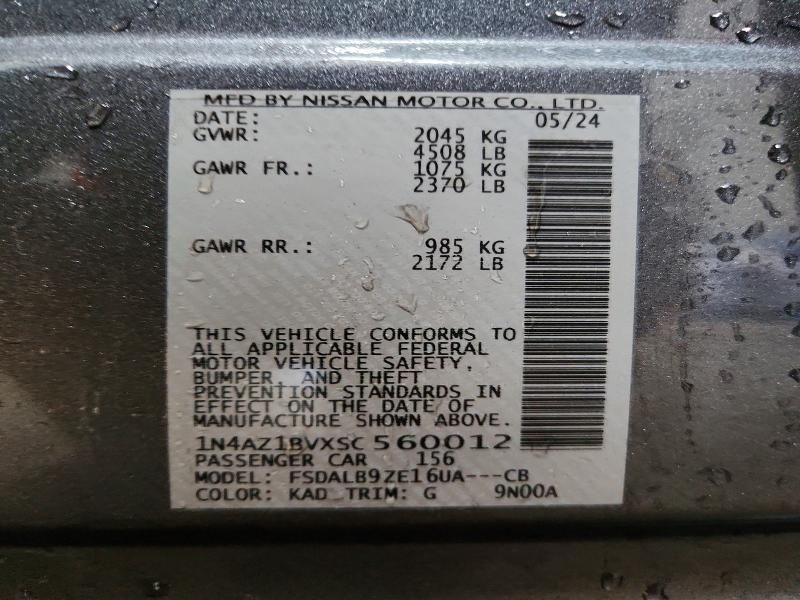 MFD BY NISSAN MOTOR CO., LTD.
DATE: 05/24
GVWR: 2045 KG
4508 LB
GAWR FR.: 1075 KG
2370 LB
GAWR RR.: 985 KG
2172 LB
THIS VEHICLE CONFORMS TO
ALL APPLICABLE FEDERAL
MOTOR VEHICLE SAFETY,
BUMPER, AND THEFT
PREVENTION STANDARDS IN
EFFECT ON THE DATE OF
MANUFACTURE SHOWN ABOVE.
1N4AZ1BVXSC560012
PASSENGER CAR 156
MODEL: FSDALB9ZE16UA---CB
COLOR: KAD TRIM: G 9N00A